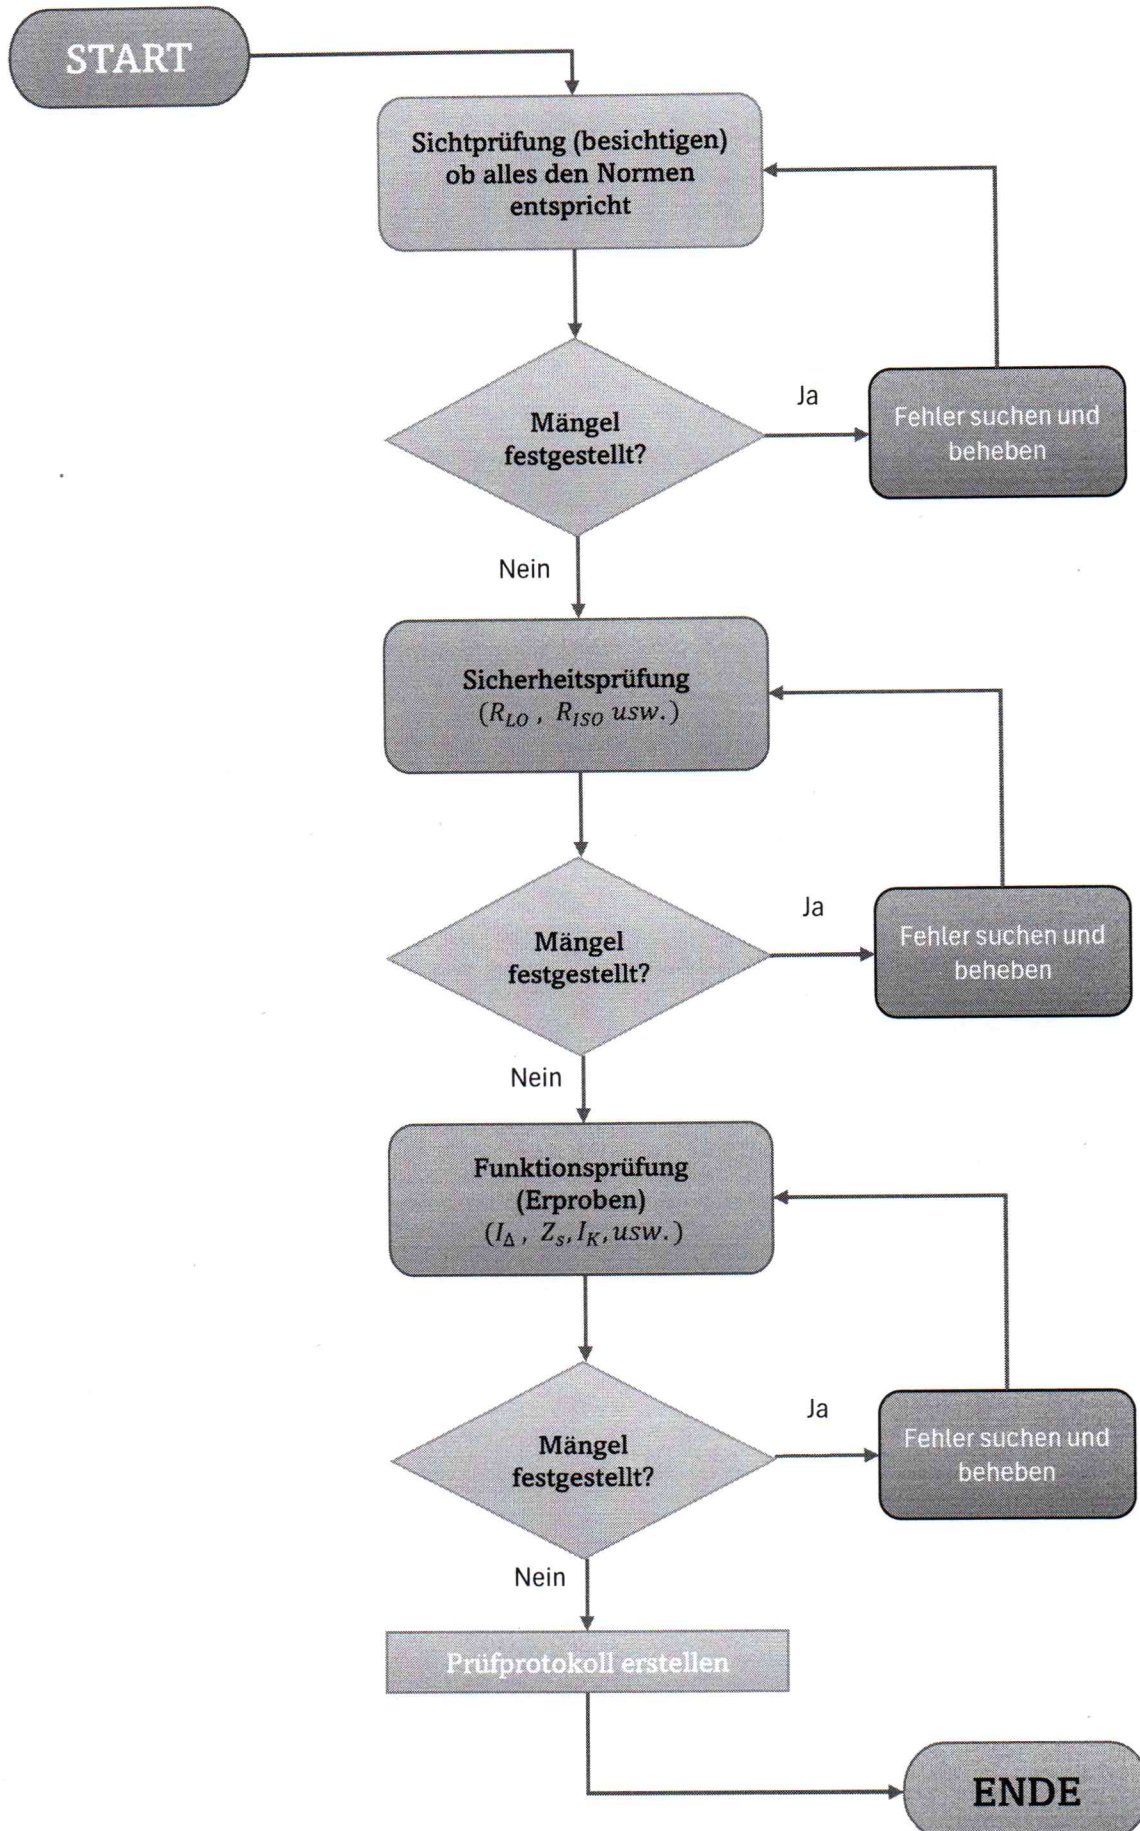 START
Sichtprüfung (besichtigen)
ob alles den Normen
entspricht
Mängel
festgestellt?
Ja
Fehler suchen und
beheben
Nein
Sicherheitsprüfung
(R_LO , R_ISO usw.)
Mängel
festgestellt?
Ja
Fehler suchen und
beheben
Nein
Funktionsprüfung
(Erproben)
(I_Δ , Z_s, I_K, usw.)
Mängel
festgestellt?
Ja
Fehler suchen und
beheben
Nein
Prüfprotokoll erstellen
ENDE